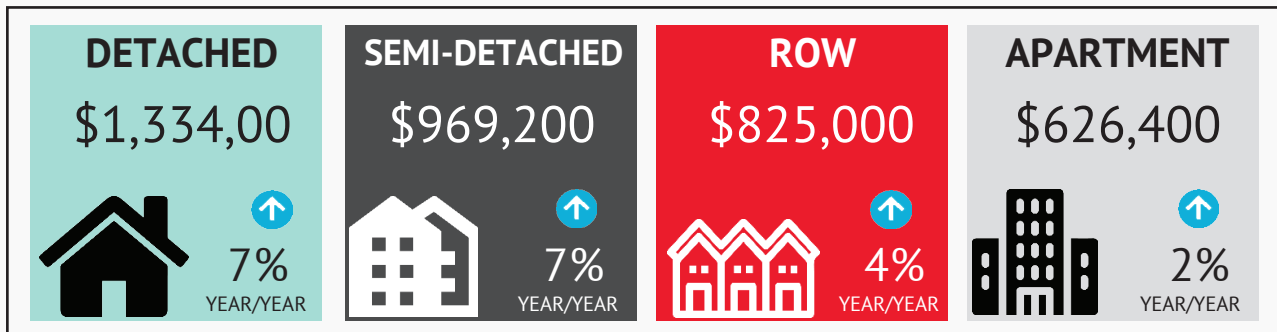 DETACHED
$1,334,00
7%
YEAR/YEAR
SEMI-DETACHED
$969,200
7%
YEAR/YEAR
ROW
$825,000
4%
YEAR/YEAR
APARTMENT
$626,400
2%
YEAR/YEAR